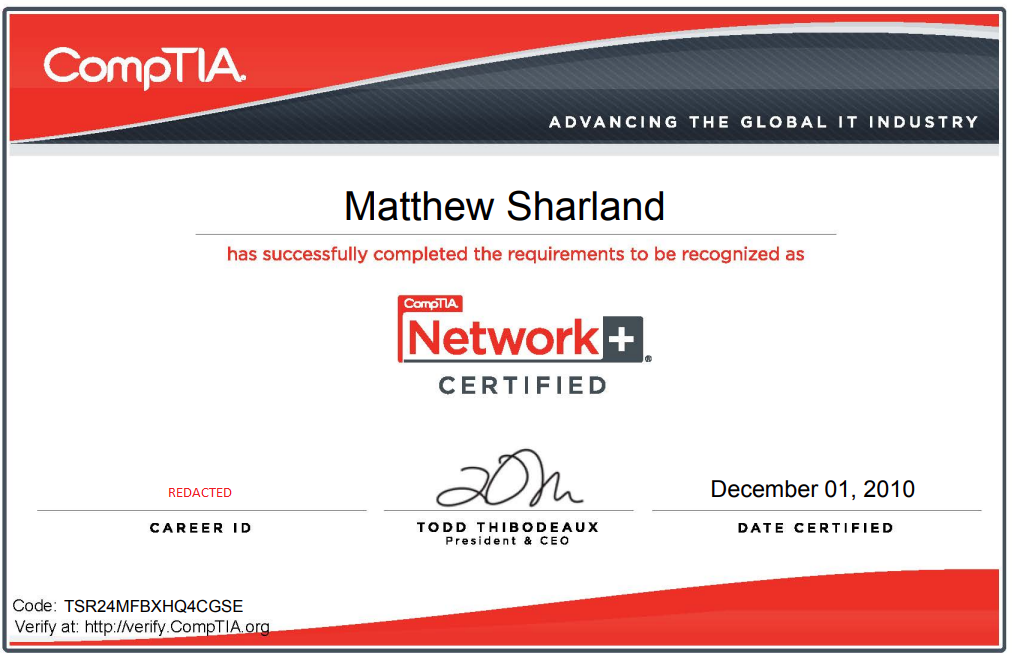 CompTIA.
ADVANCING THE GLOBAL IT INDUSTRY
Matthew Sharland
has successfully completed the requirements to be recognized as
CompTIA.
Network+®
CERTIFIED
REDACTED
CAREER ID
TODD THIBODEAUX
President & CEO
December 01, 2010
DATE CERTIFIED
Code: TSR24MFBXHQ4CGSE
Verify at: http://verify.CompTIA.org